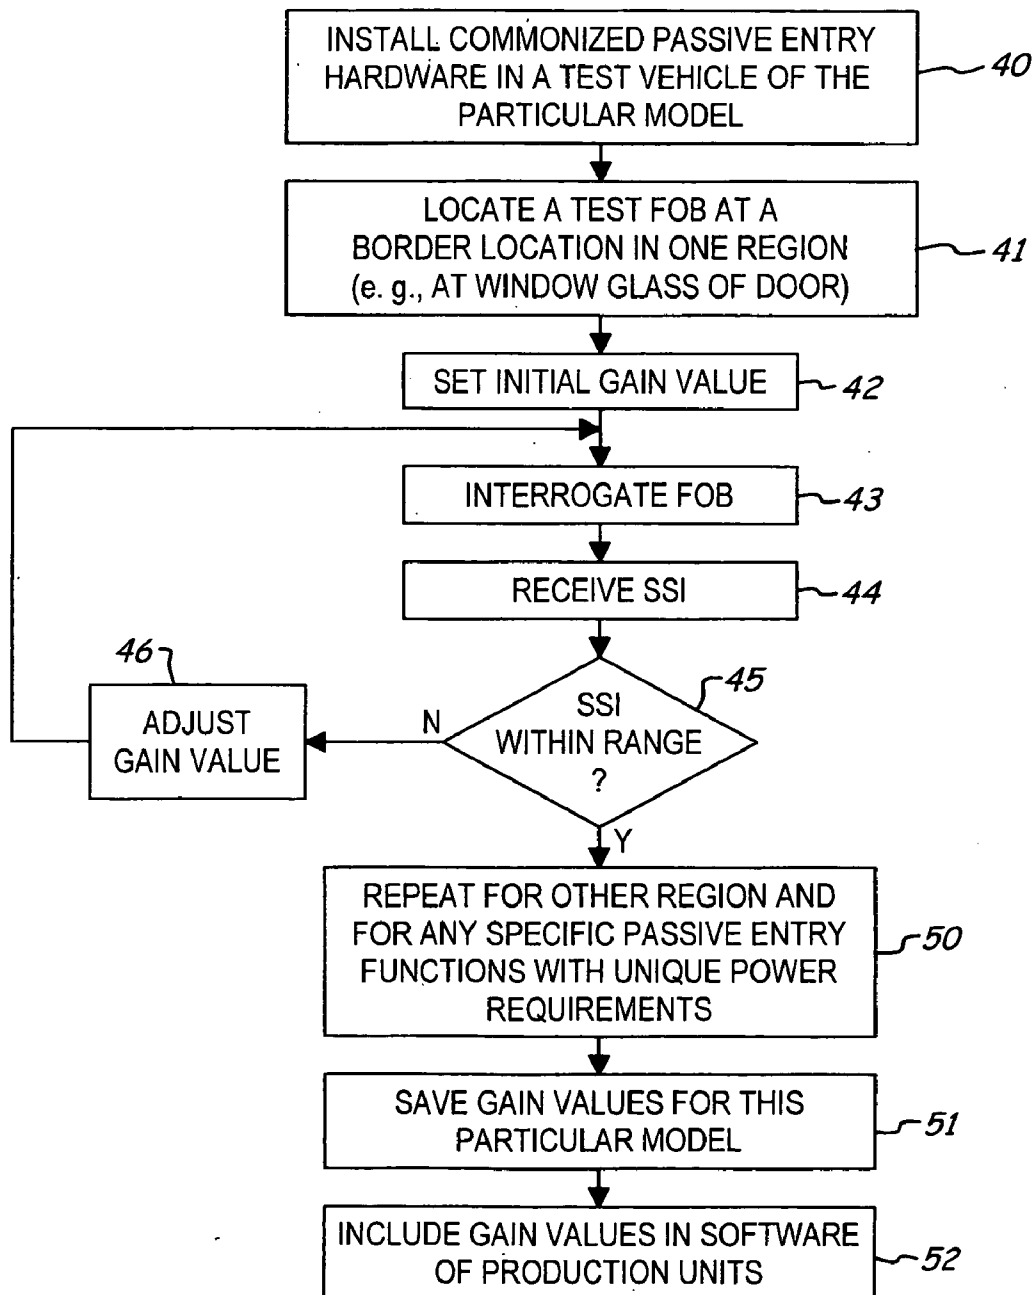 INSTALL COMMONIZED PASSIVE ENTRY
HARDWARE IN A TEST VEHICLE OF THE
PARTICULAR MODEL
40
LOCATE A TEST FOB AT A
BORDER LOCATION IN ONE REGION
(e. g., AT WINDOW GLASS OF DOOR)
41
SET INITIAL GAIN VALUE
42
INTERROGATE FOB
43
RECEIVE SSI
44
SSI
WITHIN RANGE
?
45
N
46
ADJUST
GAIN VALUE
Y
REPEAT FOR OTHER REGION AND
FOR ANY SPECIFIC PASSIVE ENTRY
FUNCTIONS WITH UNIQUE POWER
REQUIREMENTS
50
SAVE GAIN VALUES FOR THIS
PARTICULAR MODEL
51
INCLUDE GAIN VALUES IN SOFTWARE
OF PRODUCTION UNITS
52